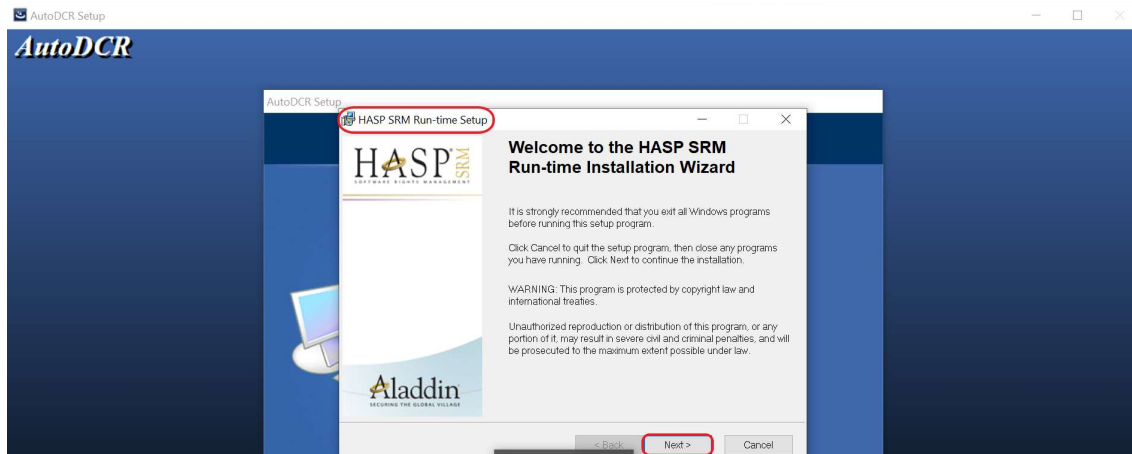 AutoDCR Setup
AutoDCR
AutoDCR Setup
HASP SRM Run-time Setup
HASP SRM
SOFTWARE RIGHTS MANAGEMENT
Welcome to the HASP SRM
Run-time Installation Wizard
It is strongly recommended that you exit all Windows programs
before running this setup program.
Click Cancel to quit the setup program, then close any programs
you have running. Click Next to continue the installation.
WARNING: This program is protected by copyright law and
international treaties.
Unauthorized reproduction or distribution of this program, or any
portion of it, may result in severe civil and criminal penalties, and will
be prosecuted to the maximum extent possible under law.
Aladdin
SECURING THE GLOBAL VILLAGE
< Back
Next >
Cancel